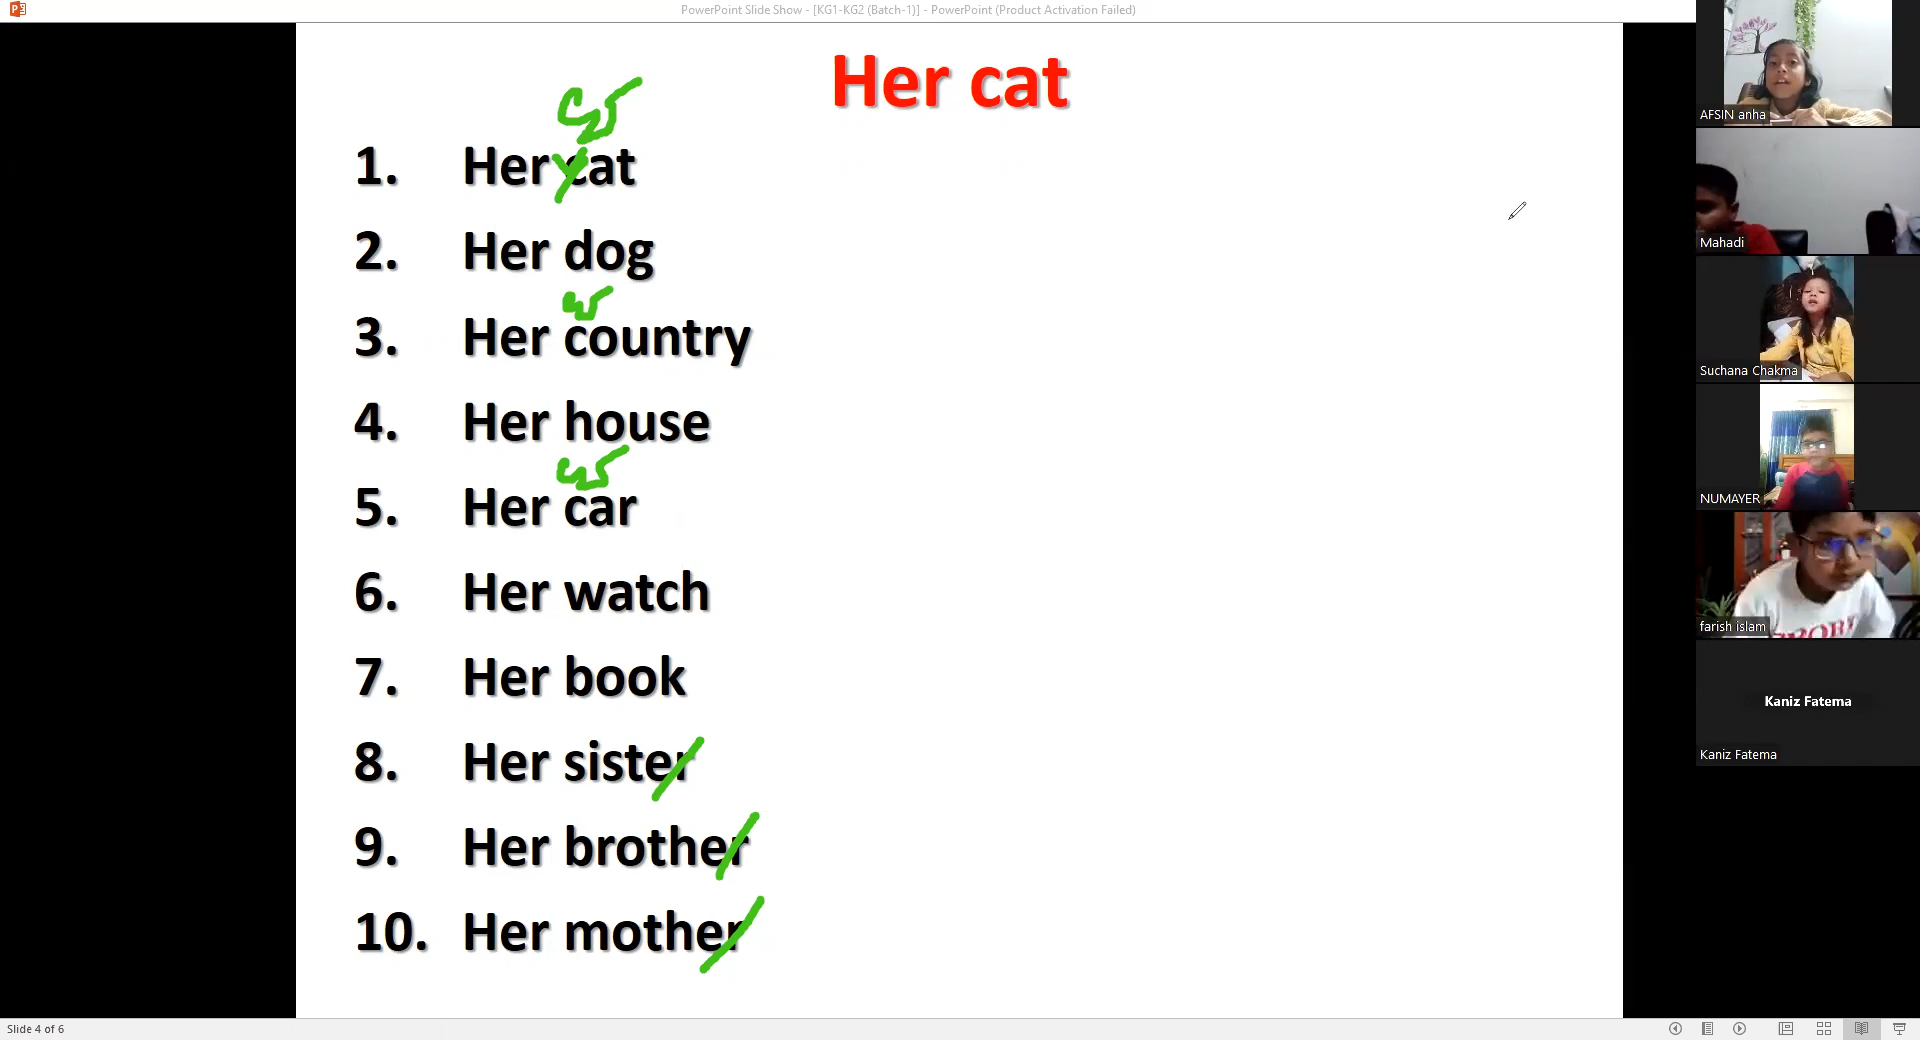 PowerPoint Slide Show - [KG1-KG2 (Batch-1)] - PowerPoint (Product Activation Failed)
Her cat
1. Her cat
2. Her dog
3. Her country
4. Her house
5. Her car
6. Her watch
7. Her book
8. Her sister
9. Her brother
10. Her mother
AFSIN anha
Mahadi
Suchana Chakma
NUMAYER
farish islam
Kaniz Fatema
Kaniz Fatema
Slide 4 of 6